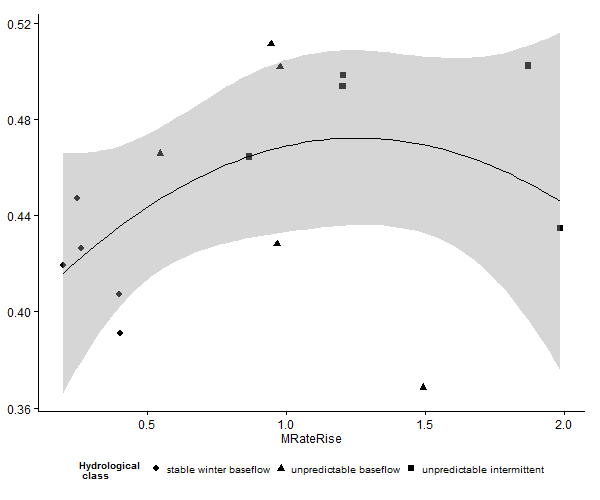 0.52
0.48
0.44
0.40
0.36
0.5 1.0 1.5 2.0
MRateRise
Hydrological
class
stable winter baseflow unpredictable baseflow unpredictable intermittent